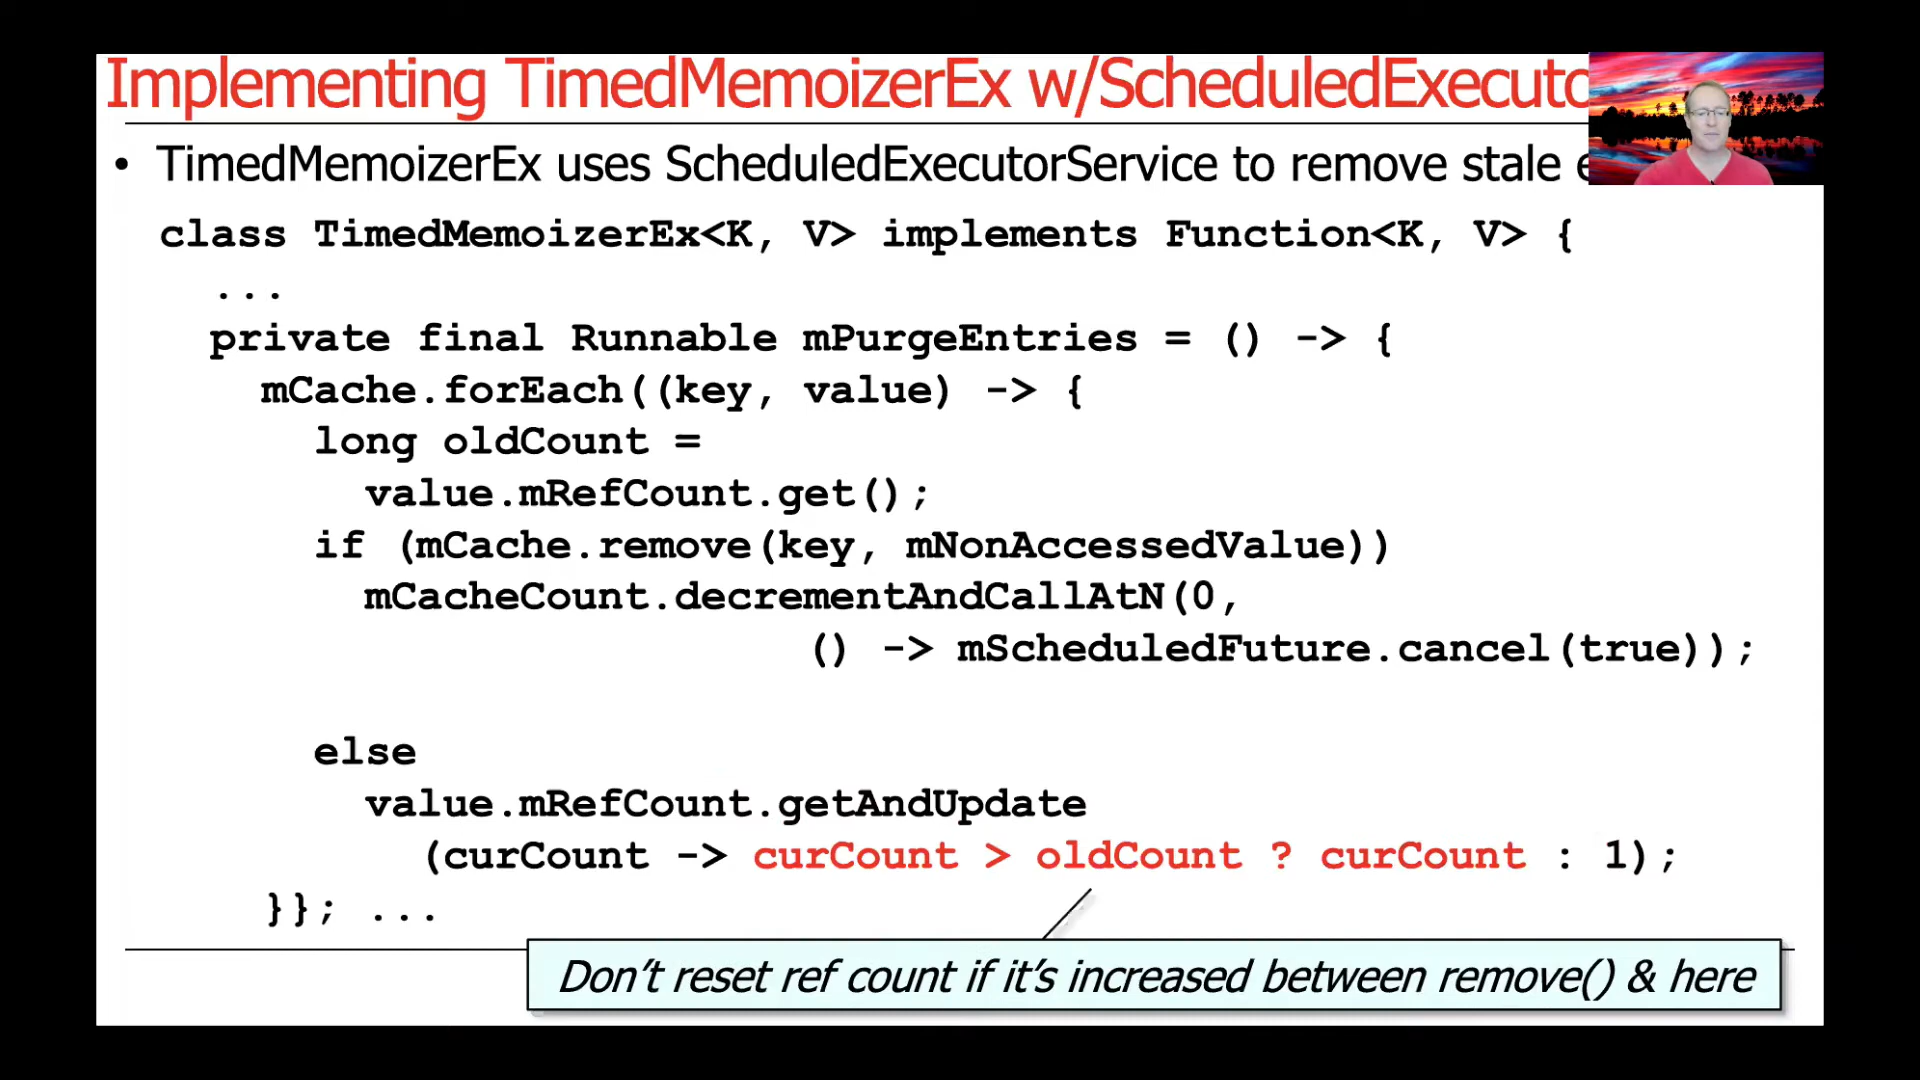 Implementing TimedMemoizerEx w/ScheduledExecuto
• TimedMemoizerEx uses ScheduledExecutorService to remove stale e
class TimedMemoizerEx<K, V> implements Function<K, V> {
...
private final Runnable mPurgeEntries = () -> {
mCache.forEach((key, value) -> {
long oldCount =
value.mRefCount.get();
if (mCache.remove(key, mNonAccessedValue))
mCacheCount.decrementAndCallAtN(0,
() -> mScheduledFuture.cancel(true));
else
value.mRefCount.getAndUpdate
(curCount -> curCount > oldCount ? curCount : 1);
}}; ...
Don't reset ref count if it's increased between remove() & here